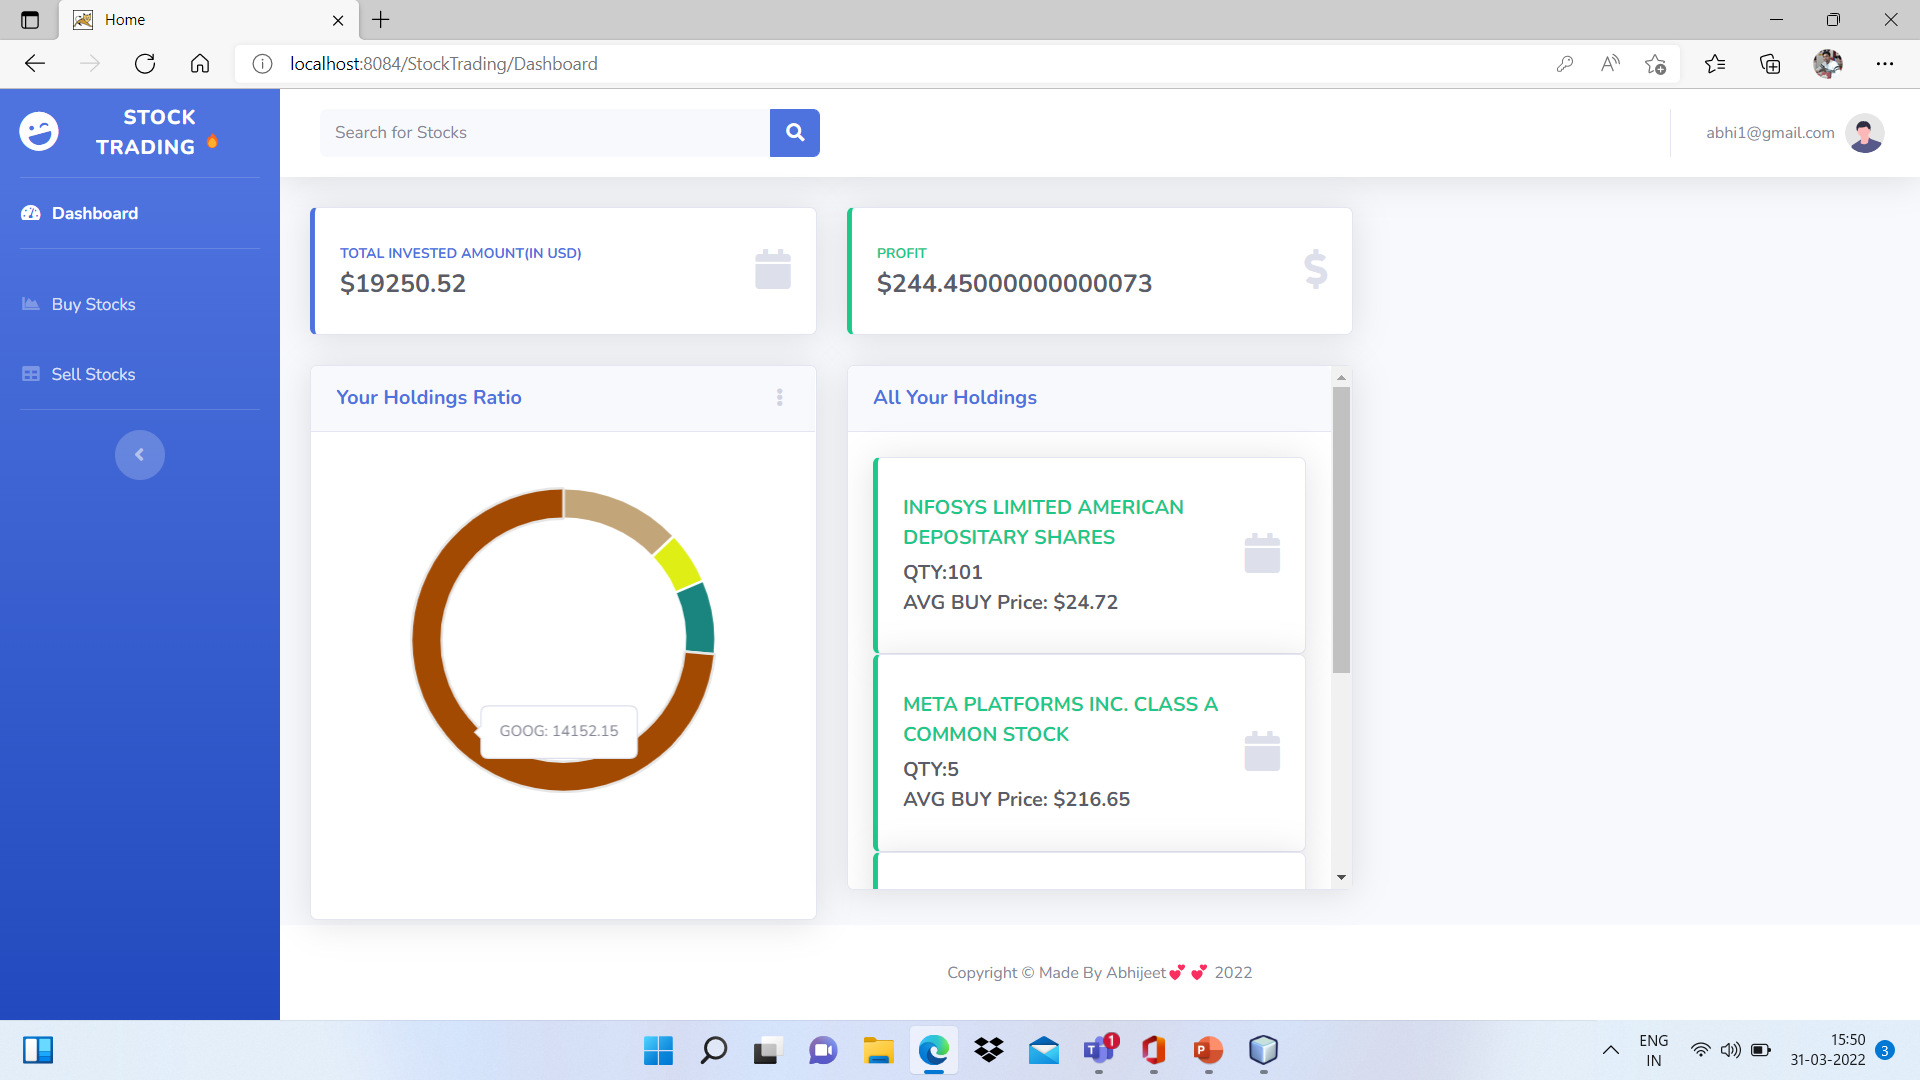 Home
localhost:8084/StockTrading/Dashboard
STOCK
TRADING
Search for Stocks
abhi1@gmail.com
Dashboard
Buy Stocks
Sell Stocks
TOTAL INVESTED AMOUNT(IN USD)
$19250.52
PROFIT
$244.45000000000073
Your Holdings Ratio
GOOG: 14152.15
All Your Holdings
INFOSYS LIMITED AMERICAN
DEPOSITARY SHARES
QTY:101
AVG BUY Price: $24.72
META PLATFORMS INC. CLASS A
COMMON STOCK
QTY:5
AVG BUY Price: $216.65
Copyright © Made By Abhijeet💕 💕 2022
1
ENG
IN
15:50
31-03-2022
3